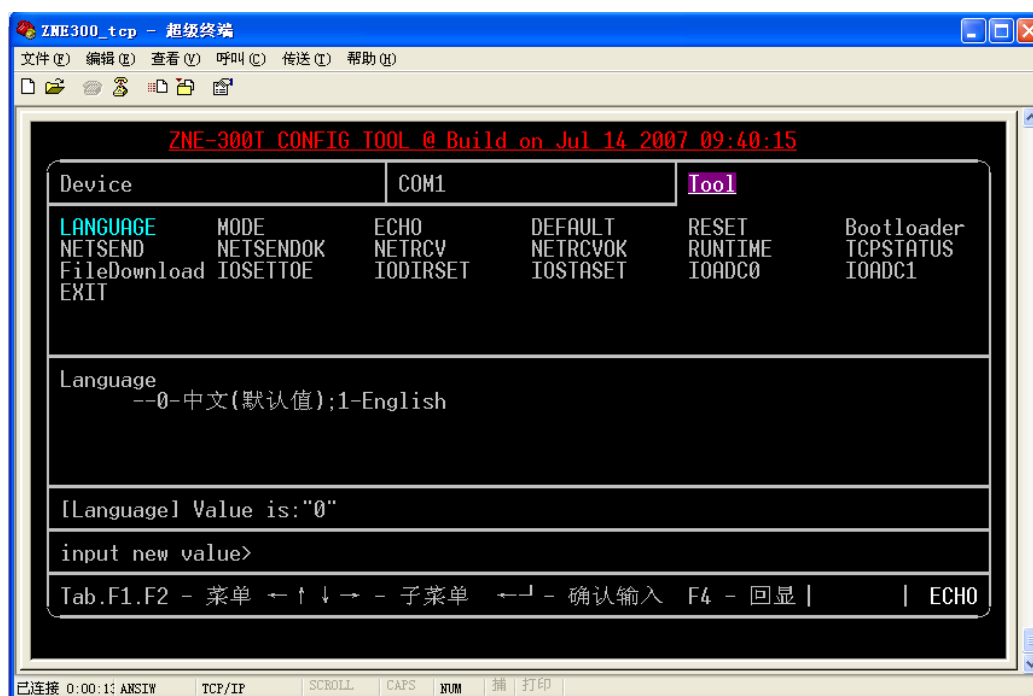 ZNE300_tcp - 超级终端
文件(F) 编辑(E) 查看(V) 呼叫(C) 传送(T) 帮助(H)
ZNE-300T CONFIG TOOL @ Build on Jul 14 2007 09:40:15
Device COM1 Tool
LANGUAGE MODE ECHO DEFAULT RESET Bootloader
NETSEND NETSENDOK NETRCV NETRCVOK RUNTIME TCPSTATUS
FileDownload IOSETTOE IODIRSET IOSTASET IOADC0 IOADC1
EXIT
Language
--0-中文(默认值);1-English
[Language] Value is:"0"
input new value>
Tab.F1.F2 - 菜单 ←↑↓→ - 子菜单 ←┘ - 确认输入 F4 - 回显 | | ECHO
已连接 0:00:13 ANSIW TCP/IP SCROLL CAPS NUM 捕 打印